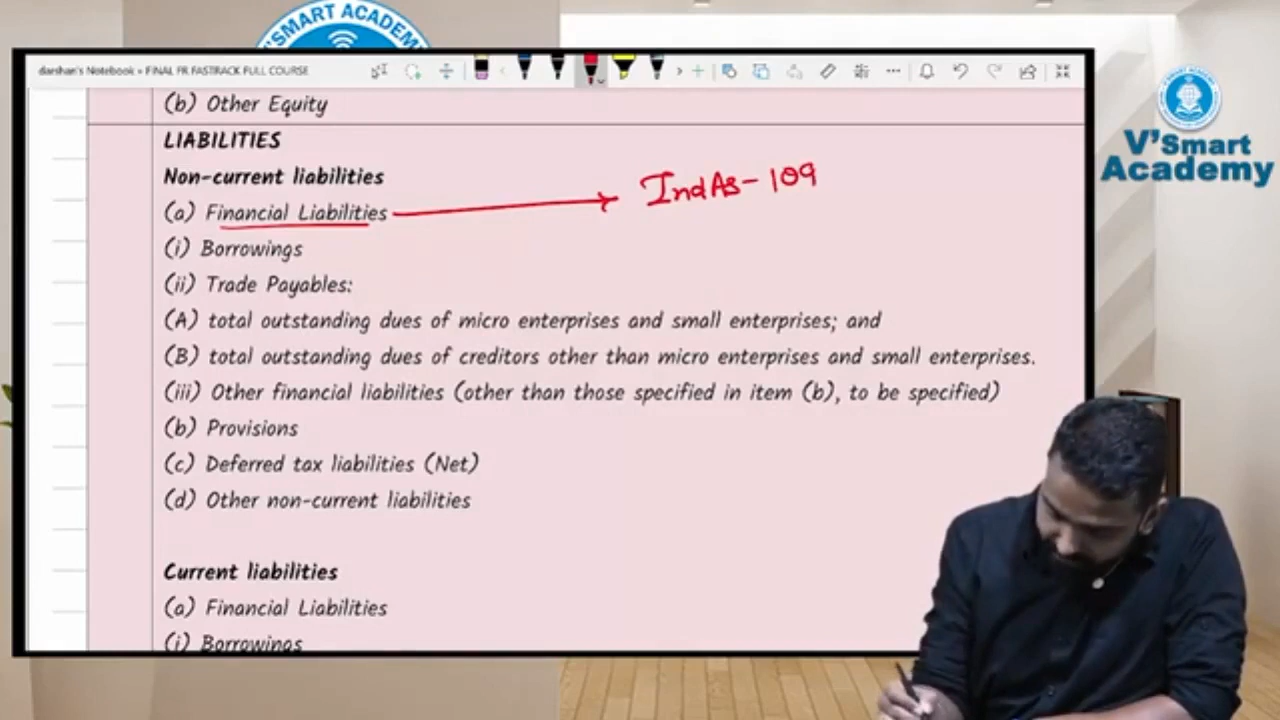 V'SMART ACADEMY
darshan's Notebook » FINAL FR FASTRACK FULL COURSE
(b) Other Equity
LIABILITIES
Non-current liabilities
(a) Financial Liabilities
IndAs-109
(i) Borrowings
(ii) Trade Payables:
(A) total outstanding dues of micro enterprises and small enterprises; and
(B) total outstanding dues of creditors other than micro enterprises and small enterprises.
(iii) Other financial liabilities (other than those specified in item (b), to be specified)
(b) Provisions
(c) Deferred tax liabilities (Net)
(d) Other non-current liabilities
Current liabilities
(a) Financial Liabilities
(i) Borrowings
V'Smart
Academy